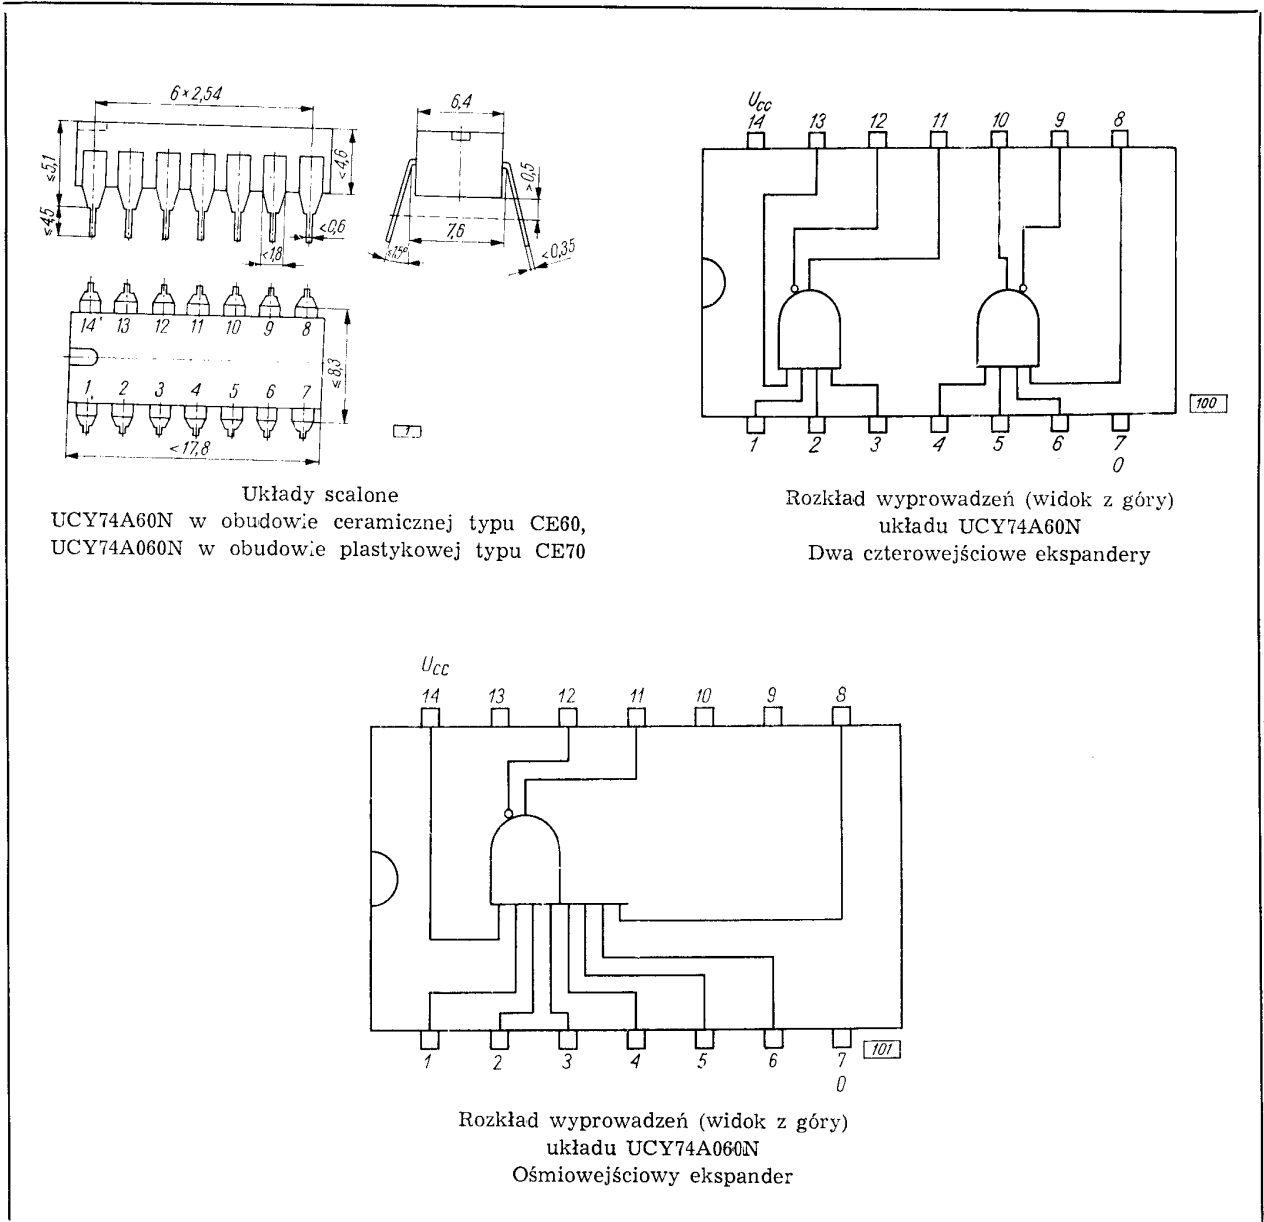 6×2,54
≤5,1
<4,6
≤4,5
<0,6
<1,8
6,4
>0,5
7,6
≤15°
<0,35
14 13 12 11 10 9 8
1 2 3 4 5 6 7
≤8,3
<17,8
1
Układy scalone
UCY74A60N w obudowie ceramicznej typu CE60,
UCY74A060N w obudowie plastykowej typu CE70
UCC
14 13 12 11 10 9 8
1 2 3 4 5 6 7
0
100
Rozkład wyprowadzeń (widok z góry)
układu UCY74A60N
Dwa czterowejściowe ekspandery
UCC
14 13 12 11 10 9 8
1 2 3 4 5 6 7
0
101
Rozkład wyprowadzeń (widok z góry)
układu UCY74A060N
Ośmiowejściowy ekspander